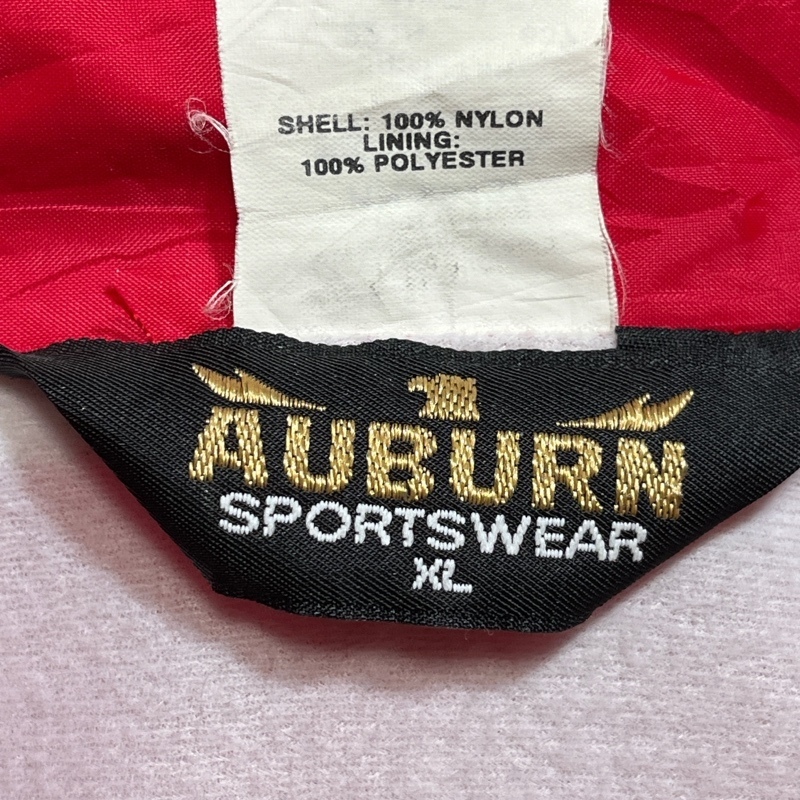 SHELL: 100% NYLON
LINING:
100% POLYESTER
AUBURN
SPORTSWEAR
XL